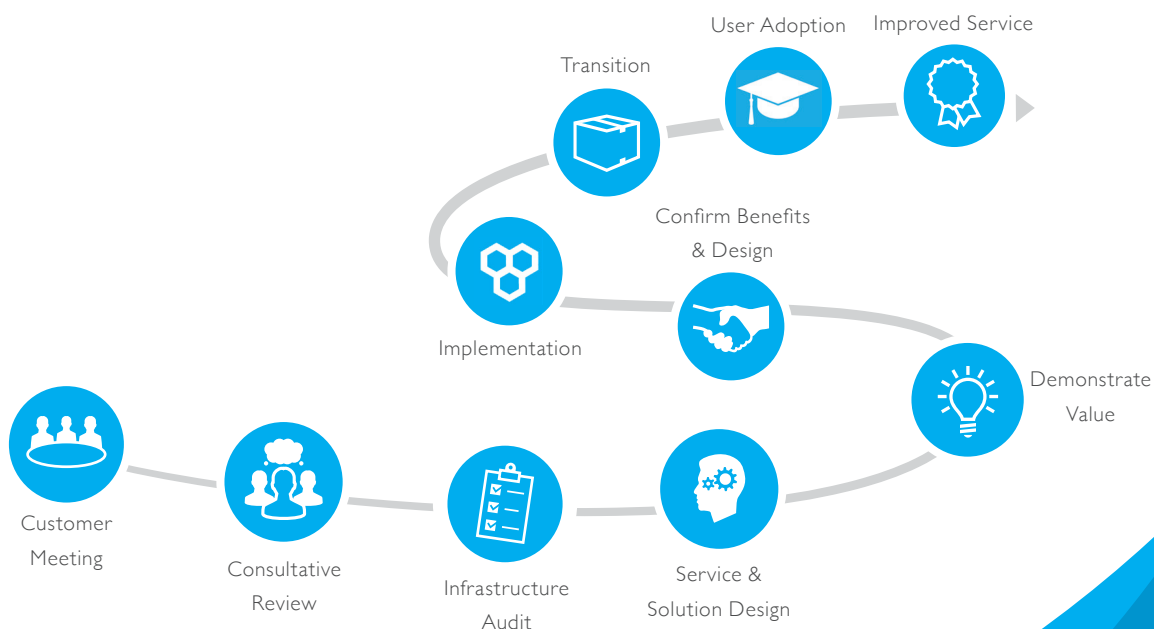 User Adoption
Improved Service
Transition
Confirm Benefits
& Design
Implementation
Demonstrate
Value
Customer
Meeting
Consultative
Review
Infrastructure
Audit
Service &
Solution Design